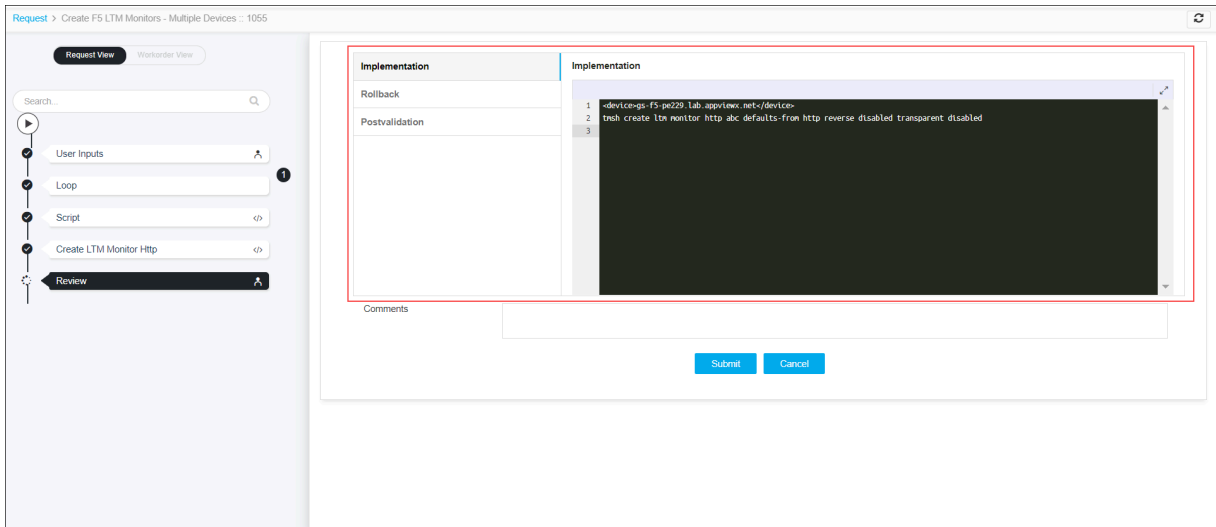 Request > Create F5 LTM Monitors - Multiple Devices :: 1055
Request View Workorder View
Search...
User Inputs
1
Loop
Script </>
Create LTM Monitor Http </>
Review
Implementation
Rollback
Postvalidation
Implementation
1 <device>gs-f5-pe229.lab.appviewx.net</device>
2 tmsh create ltm monitor http abc defaults-from http reverse disabled transparent disabled
3
Comments
Submit Cancel